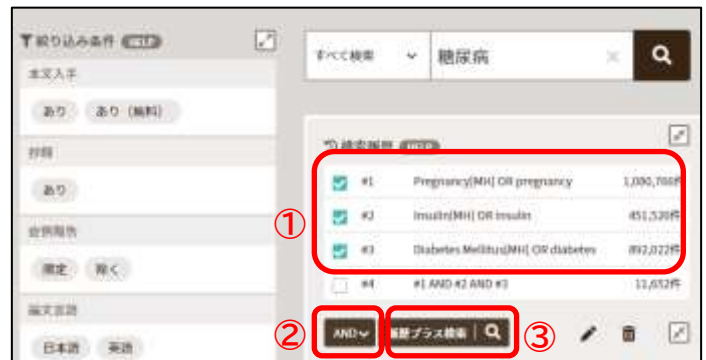 絞り込み条件 HELP
すべて検索 糖尿病
本文入手
あり あり（無料）
検索履歴 HELP
抄録
あり
#1 Pregnancy[MH] OR pregnancy
#2 Insulin[MH] OR insulin 451,520件
#3 Diabetes Mellitus[MH] OR diabetes 892,022件
#4 #1 AND #2 AND #3 11,652件
①
症例報告
限定 除く
論文言語
日本語 英語
② AND 履歴プラス検索 ③